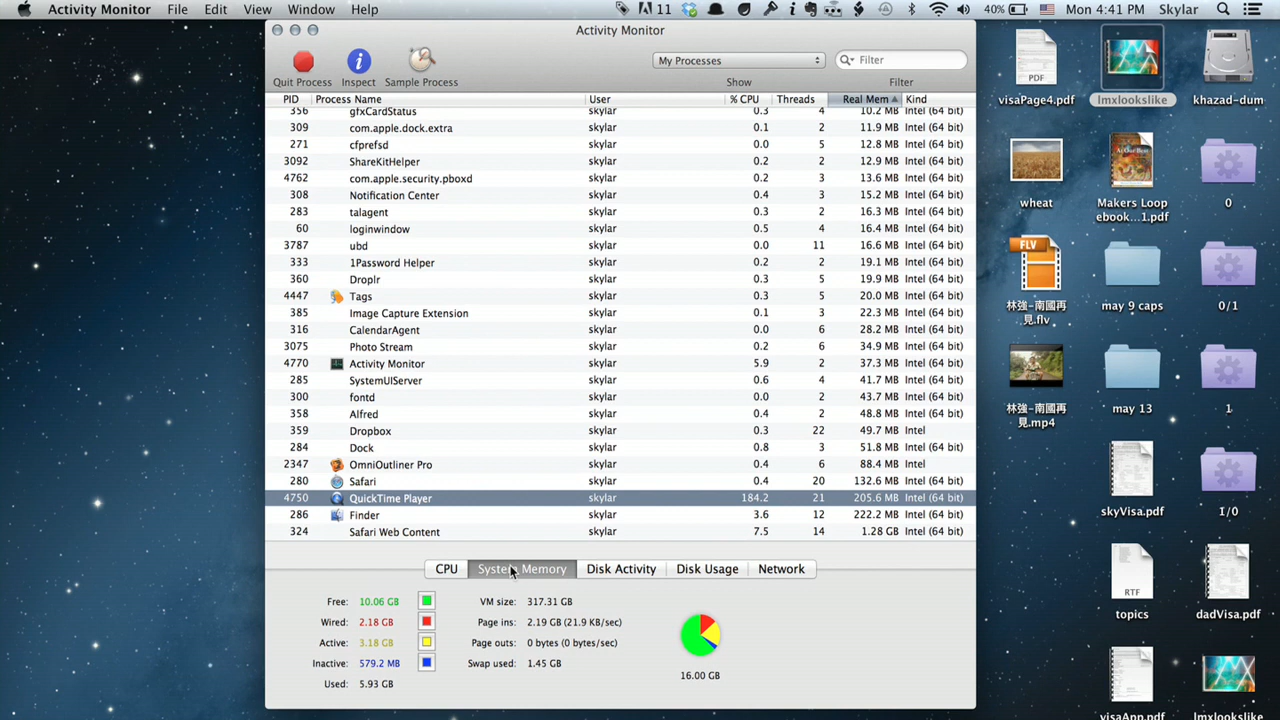 Activity Monitor File Edit View Window Help 11 40% Mon 4:41 PM Skylar
Activity Monitor
Quit Process Inspect Sample Process
My Processes
Show
Filter
Filter
PID Process Name User % CPU Threads Real Mem Kind
356 gfxCardStatus skylar 0.3 4 10.2 MB Intel (64 bit)
309 com.apple.dock.extra skylar 0.1 2 11.9 MB Intel (64 bit)
271 cfprefsd skylar 0.0 5 12.8 MB Intel (64 bit)
3092 ShareKitHelper skylar 0.2 2 12.9 MB Intel (64 bit)
4762 com.apple.security.pboxd skylar 0.2 3 13.6 MB Intel (64 bit)
308 Notification Center skylar 0.4 3 15.2 MB Intel (64 bit)
283 talagent skylar 0.3 2 16.3 MB Intel (64 bit)
60 loginwindow skylar 0.5 4 16.4 MB Intel (64 bit)
3787 ubd skylar 0.0 11 16.6 MB Intel (64 bit)
333 1Password Helper skylar 0.2 2 19.1 MB Intel (64 bit)
360 Droplr skylar 0.3 5 19.9 MB Intel (64 bit)
4447 Tags skylar 0.3 5 20.0 MB Intel (64 bit)
385 Image Capture Extension skylar 0.1 3 22.3 MB Intel (64 bit)
316 CalendarAgent skylar 0.0 6 28.2 MB Intel (64 bit)
3075 Photo Stream skylar 0.2 6 34.9 MB Intel (64 bit)
4770 Activity Monitor skylar 5.9 2 37.3 MB Intel (64 bit)
285 SystemUIServer skylar 0.6 4 41.7 MB Intel (64 bit)
300 fontd skylar 0.4 2 43.7 MB Intel (64 bit)
358 Alfred skylar 0.4 2 48.8 MB Intel (64 bit)
359 Dropbox skylar 0.3 22 49.7 MB Intel
284 Dock skylar 0.8 3 51.8 MB Intel (64 bit)
2347 OmniOutliner Pro skylar 0.4 6 88.4 MB Intel
280 Safari skylar 0.4 20 132.6 MB Intel (64 bit)
4750 QuickTime Player skylar 184.2 21 205.6 MB Intel (64 bit)
286 Finder skylar 3.6 12 222.2 MB Intel (64 bit)
324 Safari Web Content skylar 7.5 14 1.28 GB Intel (64 bit)
CPU System Memory Disk Activity Disk Usage Network
Free: 10.06 GB VM size: 317.31 GB
Wired: 2.18 GB Page ins: 2.19 GB (21.9 KB/sec)
Active: 3.18 GB Page outs: 0 bytes (0 bytes/sec)
Inactive: 579.2 MB Swap used: 1.45 GB
Used: 5.93 GB
16.00 GB
PDF
visaPage4.pdf lmxlookslike khazad-dum
wheat Makers Loop 0
ebook...1.pdf
FLV
林強-南國再 may 9 caps 0/1
見.flv
林強-南國再 may 13 1
見.mp4
skyVisa.pdf 1/0
RTF
topics dadVisa.pdf
visaApp.pdf lmxlookslike